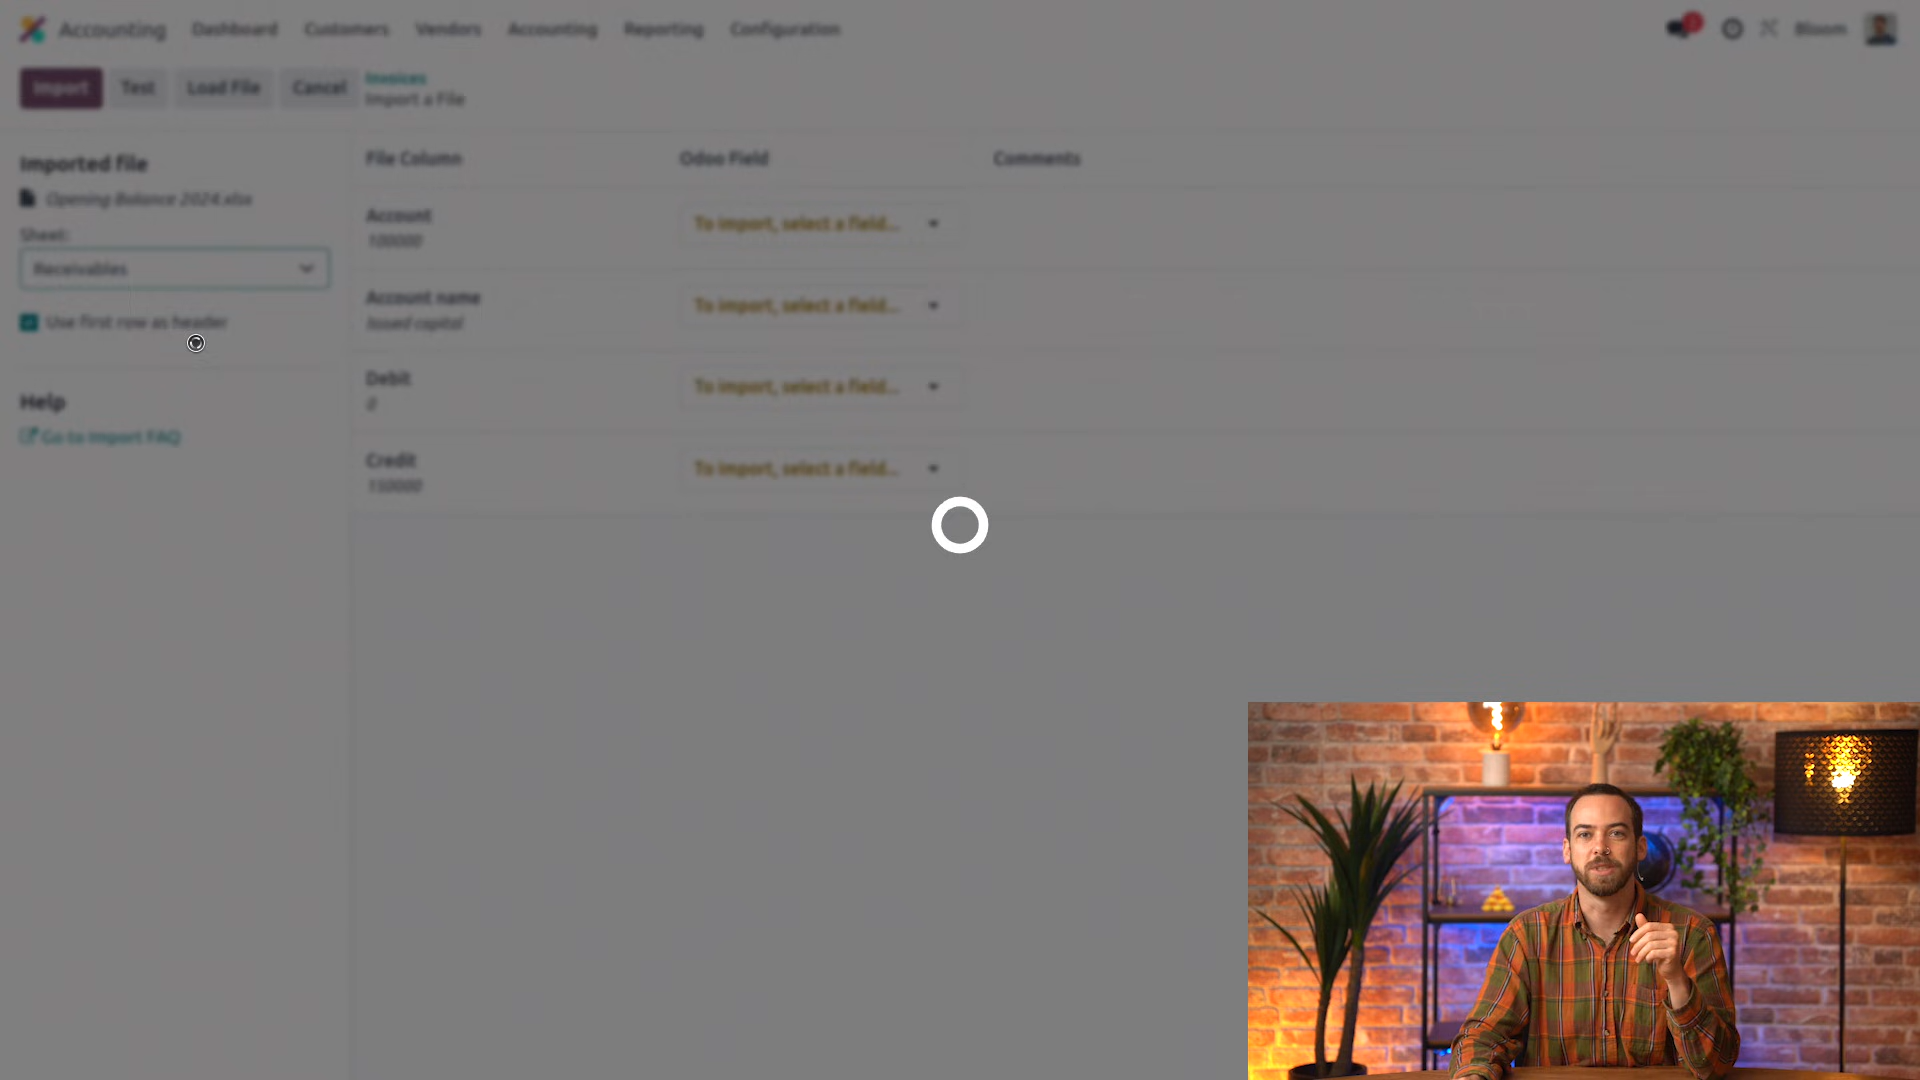 Accounting Dashboard Customers Vendors Accounting Reporting Configuration Bloom
Import Test Load File Cancel Invoices
Import a File
Imported file
Opening Balance 2024.xlsx
Sheet:
Receivables
Use first row as header
Help
Go to Import FAQ
File Column Odoo Field Comments
Account To import, select a field...
100000
Account name To import, select a field...
Issued capital
Debit To import, select a field...
0
Credit To import, select a field...
150000